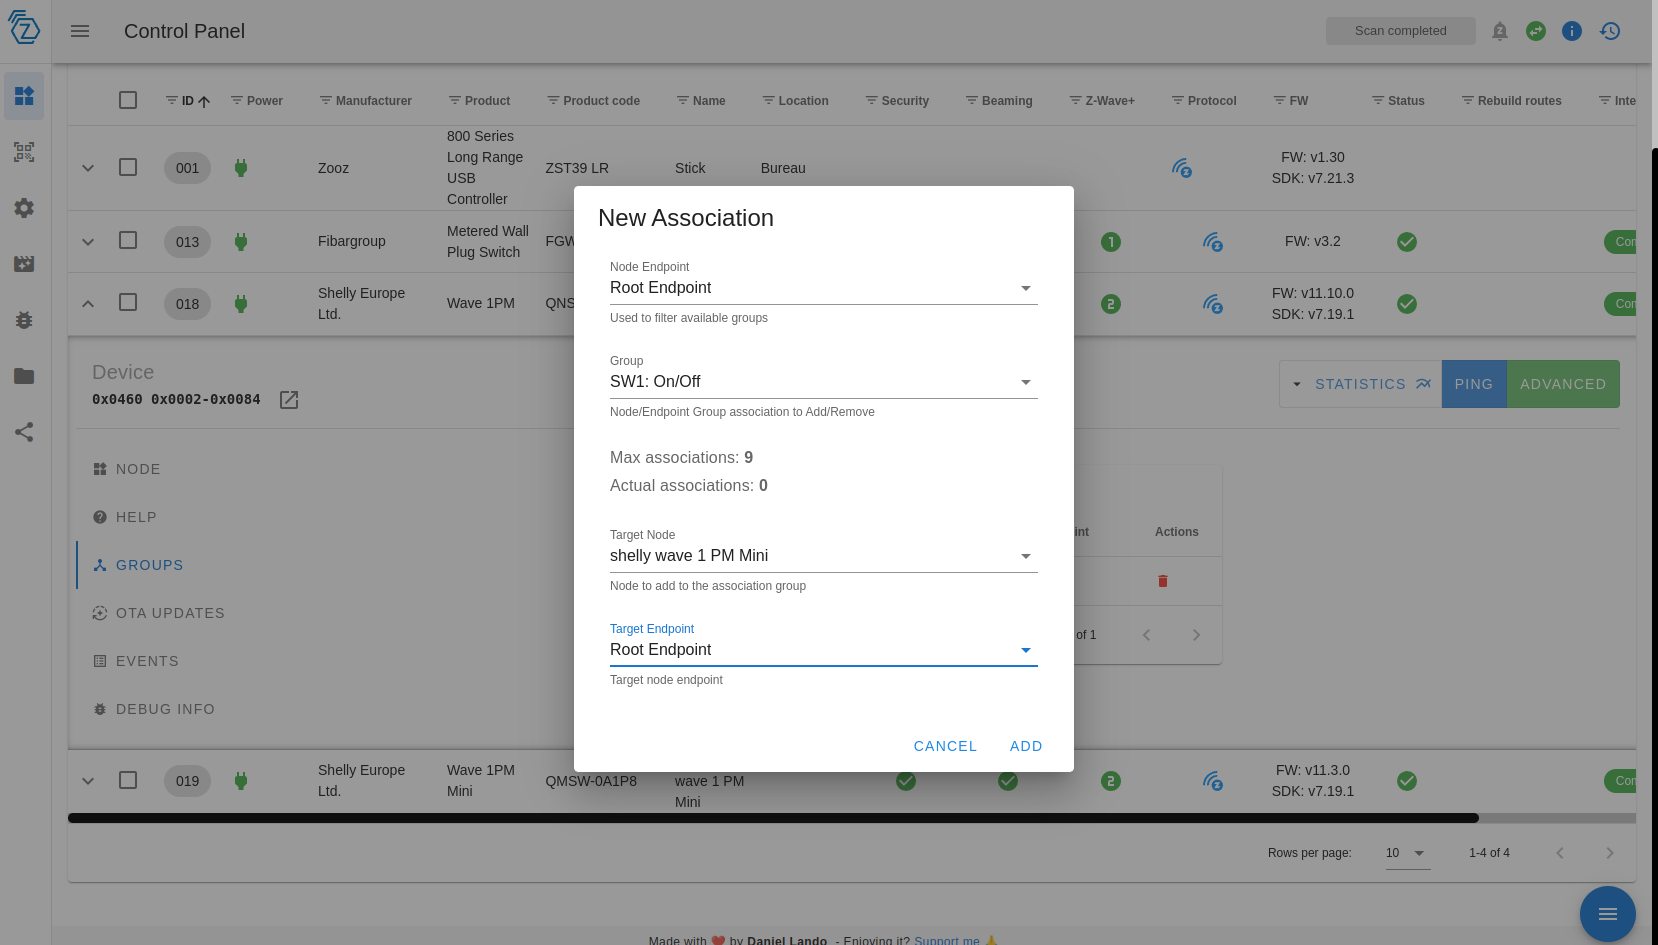 Control Panel
Scan completed
ID Power Manufacturer Product Product code Name Location Security Beaming Z-Wave+ Protocol FW Status Rebuild routes Inte
001 Zooz 800 Series Long Range USB Controller ZST39 LR Stick Bureau FW: v1.30 SDK: v7.21.3
013 Fibargroup Metered Wall Plug Switch FGW 1 FW: v3.2 Con
018 Shelly Europe Ltd. Wave 1PM QNS 2 FW: v11.10.0 SDK: v7.19.1 Con
Device
0x0460 0x0002-0x0084
STATISTICS PING ADVANCED
NODE
HELP
GROUPS
OTA UPDATES
EVENTS
DEBUG INFO
int Actions
of 1
New Association
Node Endpoint
Root Endpoint
Used to filter available groups
Group
SW1: On/Off
Node/Endpoint Group association to Add/Remove
Max associations: 9
Actual associations: 0
Target Node
shelly wave 1 PM Mini
Node to add to the association group
Target Endpoint
Root Endpoint
Target node endpoint
CANCEL ADD
019 Shelly Europe Ltd. Wave 1PM Mini QMSW-0A1P8 wave 1 PM Mini 2 FW: v11.3.0 SDK: v7.19.1 Con
Rows per page: 10 1-4 of 4
Made with ❤️ by Daniel Lando - Enjoying it? Support me 🙏